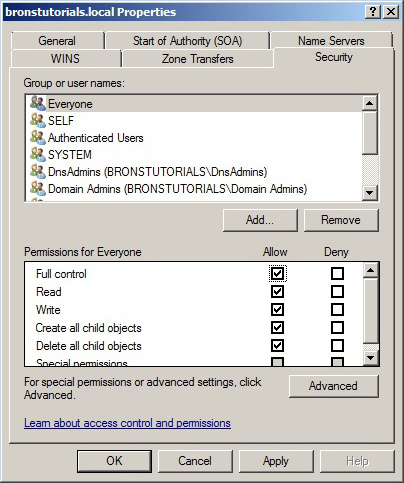 bronstutorials.local Properties
General Start of Authority (SOA) Name Servers
WINS Zone Transfers Security
Group or user names:
Everyone
SELF
Authenticated Users
SYSTEM
DnsAdmins (BRONSTUTORIALS\DnsAdmins)
Domain Admins (BRONSTUTORIALS\Domain Admins)
Add... Remove
Permissions for Everyone Allow Deny
Full control
Read
Write
Create all child objects
Delete all child objects
Special permissions
For special permissions or advanced settings, click
Advanced.
Advanced
Learn about access control and permissions
OK Cancel Apply Help